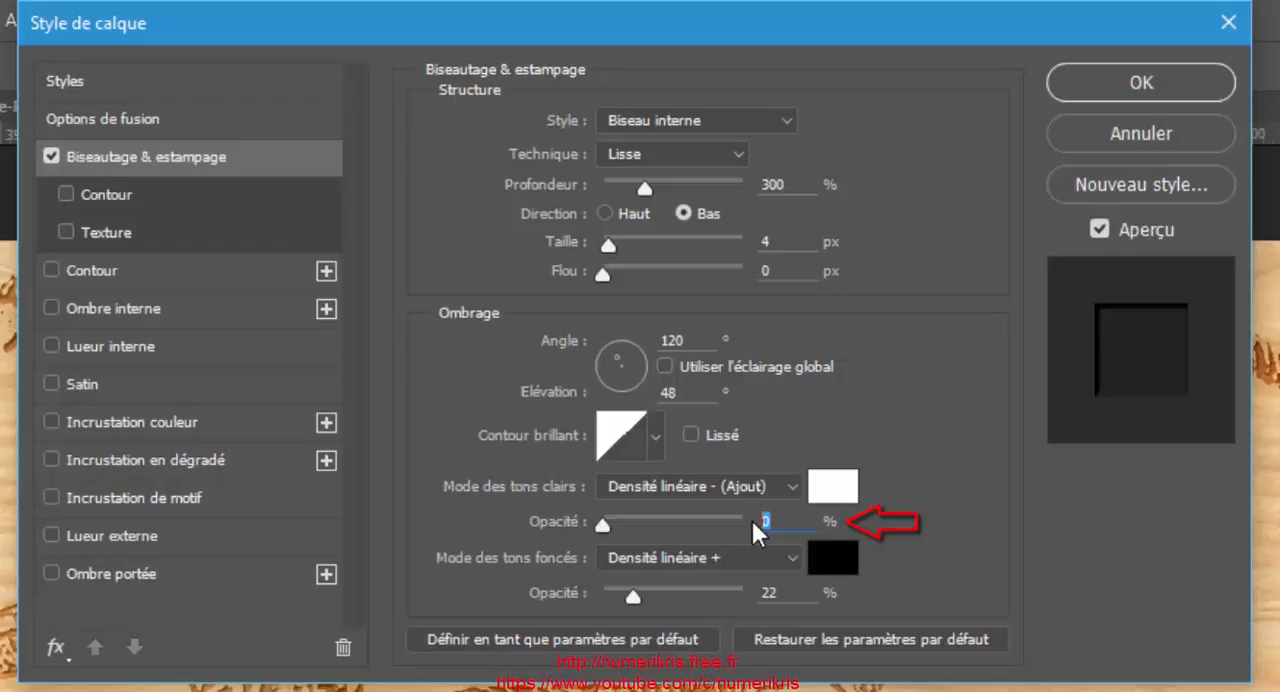 Style de calque
Styles
Options de fusion
Biseautage & estampage
Contour
Texture
Contour
Ombre interne
Lueur interne
Satin
Incrustation couleur
Incrustation en dégradé
Incrustation de motif
Lueur externe
Ombre portée
fx
Biseautage & estampage
Structure
Style : Biseau interne
Technique : Lisse
Profondeur : 300 %
Direction : Haut Bas
Taille : 4 px
Flou : 0 px
Ombrage
Angle : 120 °
Utiliser l'éclairage global
Elévation : 48 °
Contour brillant : Lissé
Mode des tons clairs : Densité linéaire - (Ajout)
Opacité : 0 %
Mode des tons foncés : Densité linéaire +
Opacité : 22 %
Définir en tant que paramètres par défaut Restaurer les paramètres par défaut
OK
Annuler
Nouveau style...
Aperçu
http://numerikris.free.fr
https://www.youtube.com/c/numerikris